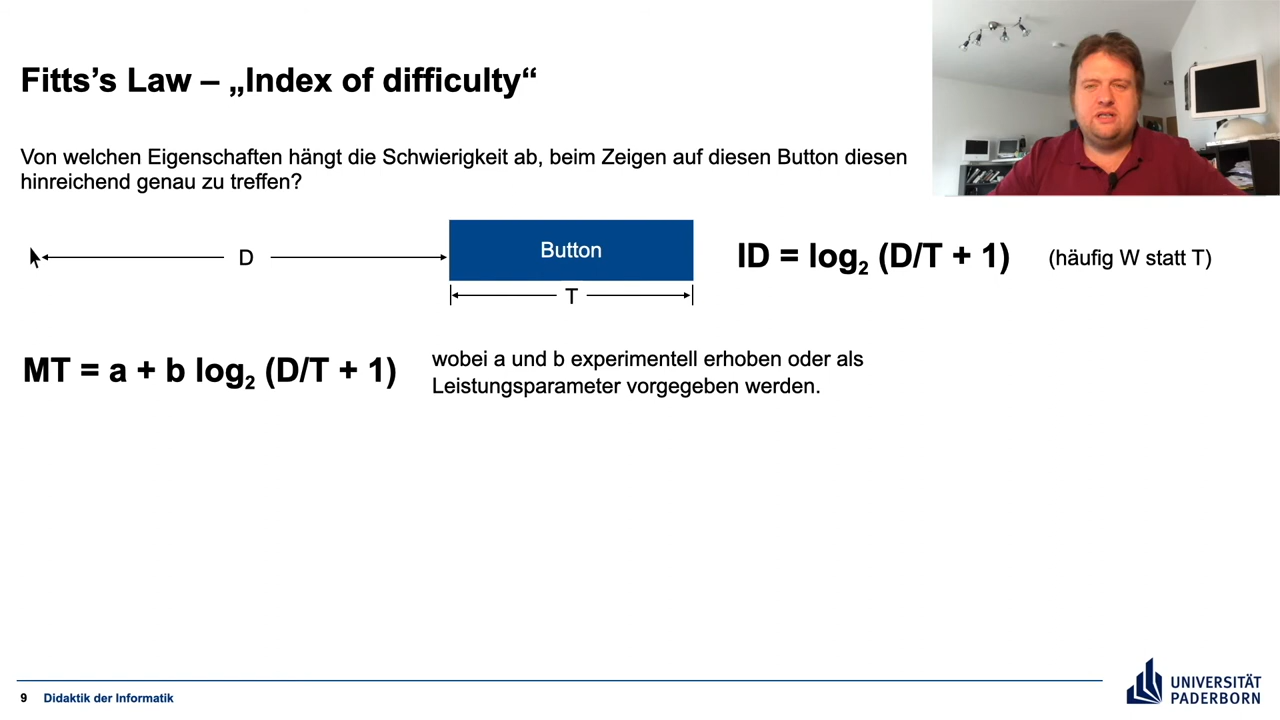 Fitts’s Law – „Index of difficulty“
Von welchen Eigenschaften hängt die Schwierigkeit ab, beim Zeigen auf diesen Button diesen
hinreichend genau zu treffen?
D
Button
T
ID = log₂ (D/T + 1)
(häufig W statt T)
MT = a + b log₂ (D/T + 1)
wobei a und b experimentell erhoben oder als
Leistungsparameter vorgegeben werden.
9 Didaktik der Informatik
UNIVERSITÄT
PADERBORN